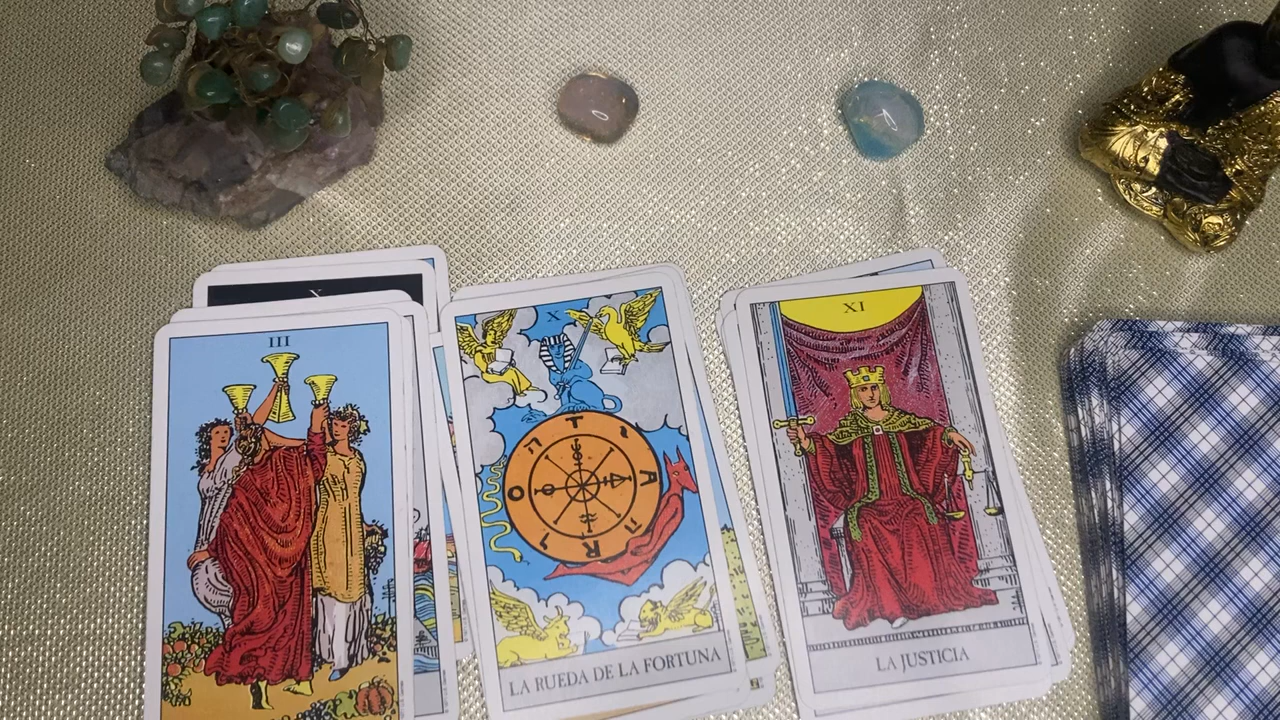 X
III
X
LA RUEDA DE LA FORTUNA
XI
LA JUSTICIA